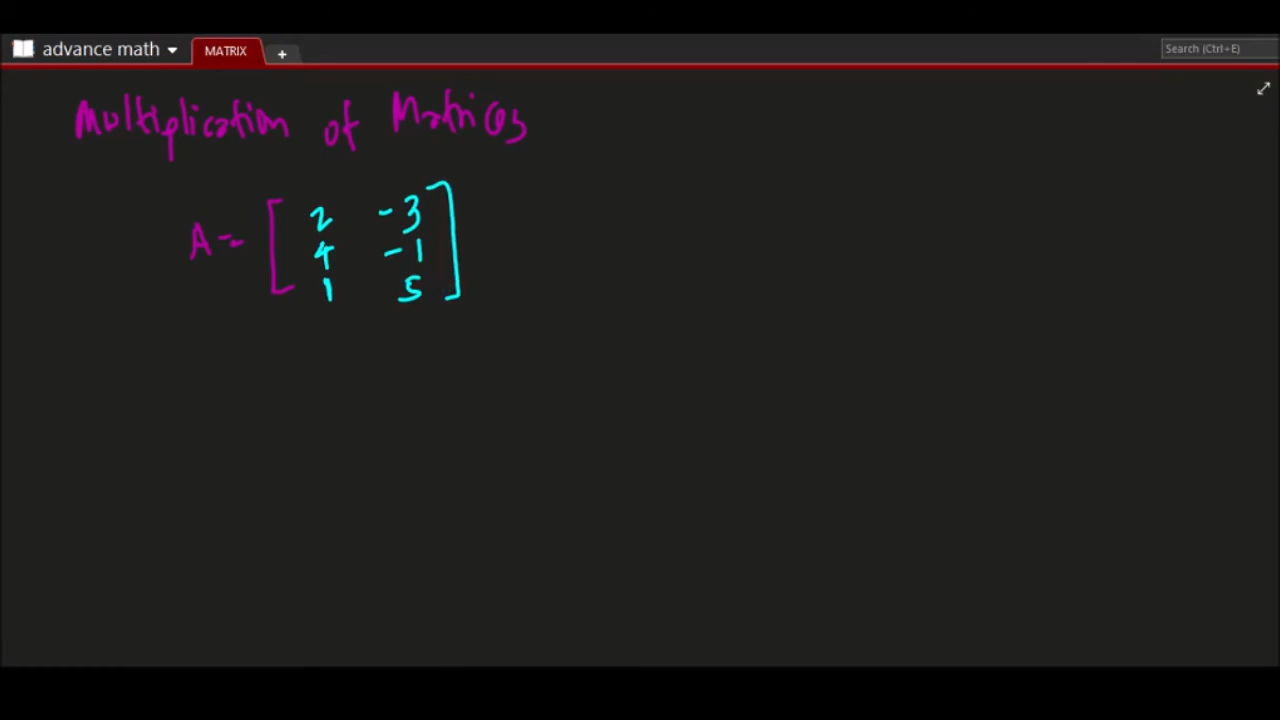 advance math MATRIX + Search (Ctrl+E)
Multiplication of Matrices
A = [ 2 -3
4 -1
1 5 ]